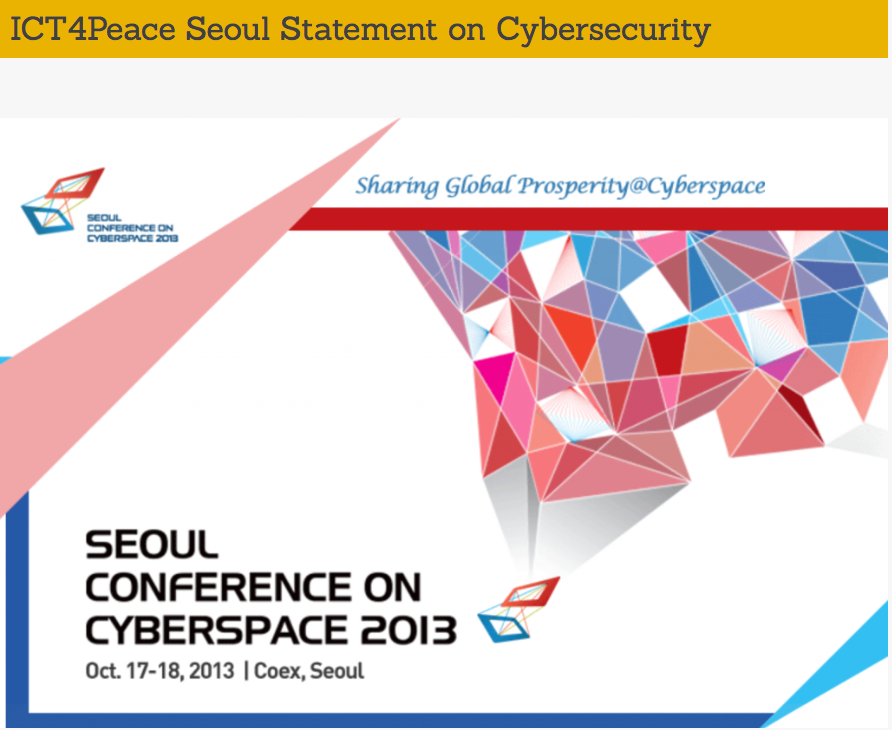 ICT4Peace Seoul Statement on Cybersecurity
Sharing Global Prosperity@Cyberspace
SEOUL
CONFERENCE ON
CYBERSPACE 2013
SEOUL
CONFERENCE ON
CYBERSPACE 2013
Oct. 17-18, 2013 | Coex, Seoul